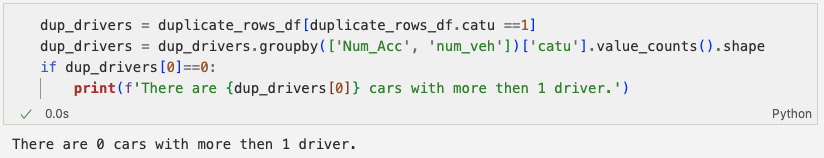 dup_drivers = duplicate_rows_df[duplicate_rows_df.catu ==1]
dup_drivers = dup_drivers.groupby(['Num_Acc', 'num_veh'])['catu'].value_counts().shape
if dup_drivers[0]==0:
    print(f'There are {dup_drivers[0]} cars with more then 1 driver.')
✓ 0.0s Python
There are 0 cars with more then 1 driver.